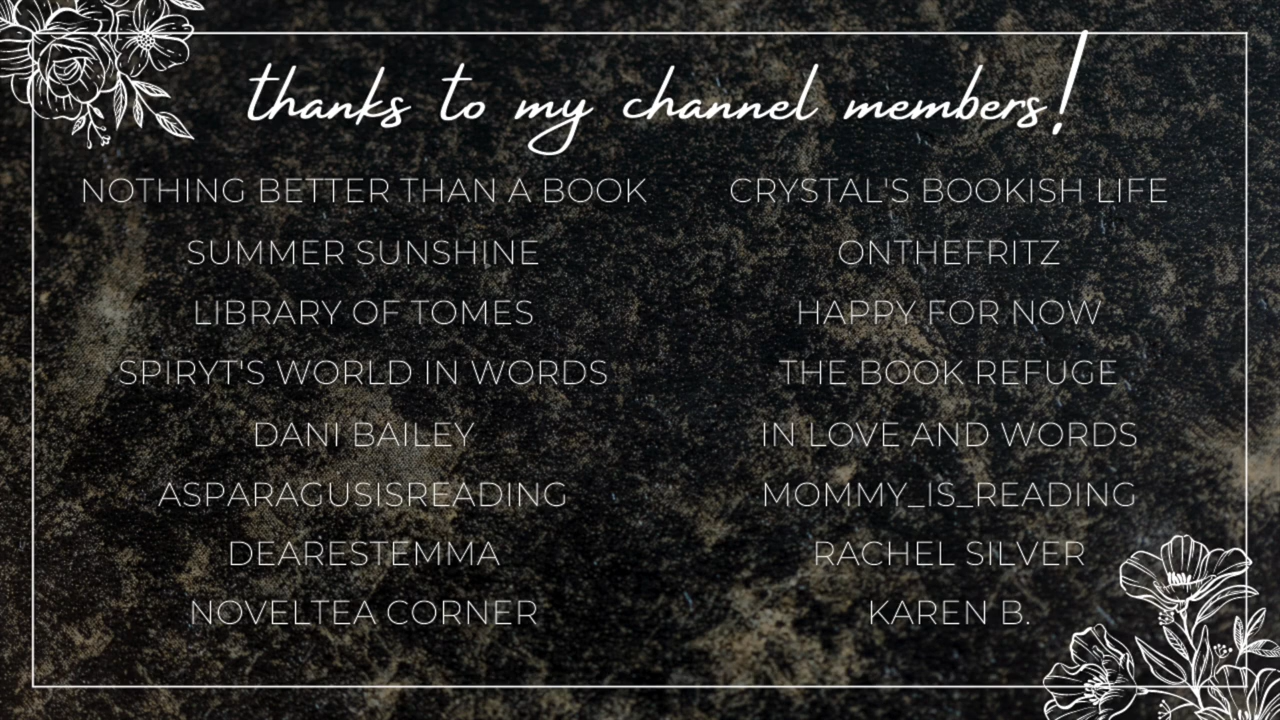 thanks to my channel members!
NOTHING BETTER THAN A BOOK
SUMMER SUNSHINE
LIBRARY OF TOMES
SPIRYT'S WORLD IN WORDS
DANI BAILEY
ASPARAGUSISREADING
DEARESTEMMA
NOVELTEA CORNER
CRYSTAL'S BOOKISH LIFE
ONTHEFRITZ
HAPPY FOR NOW
THE BOOK REFUGE
IN LOVE AND WORDS
MOMMY_IS_READING
RACHEL SILVER
KAREN B.